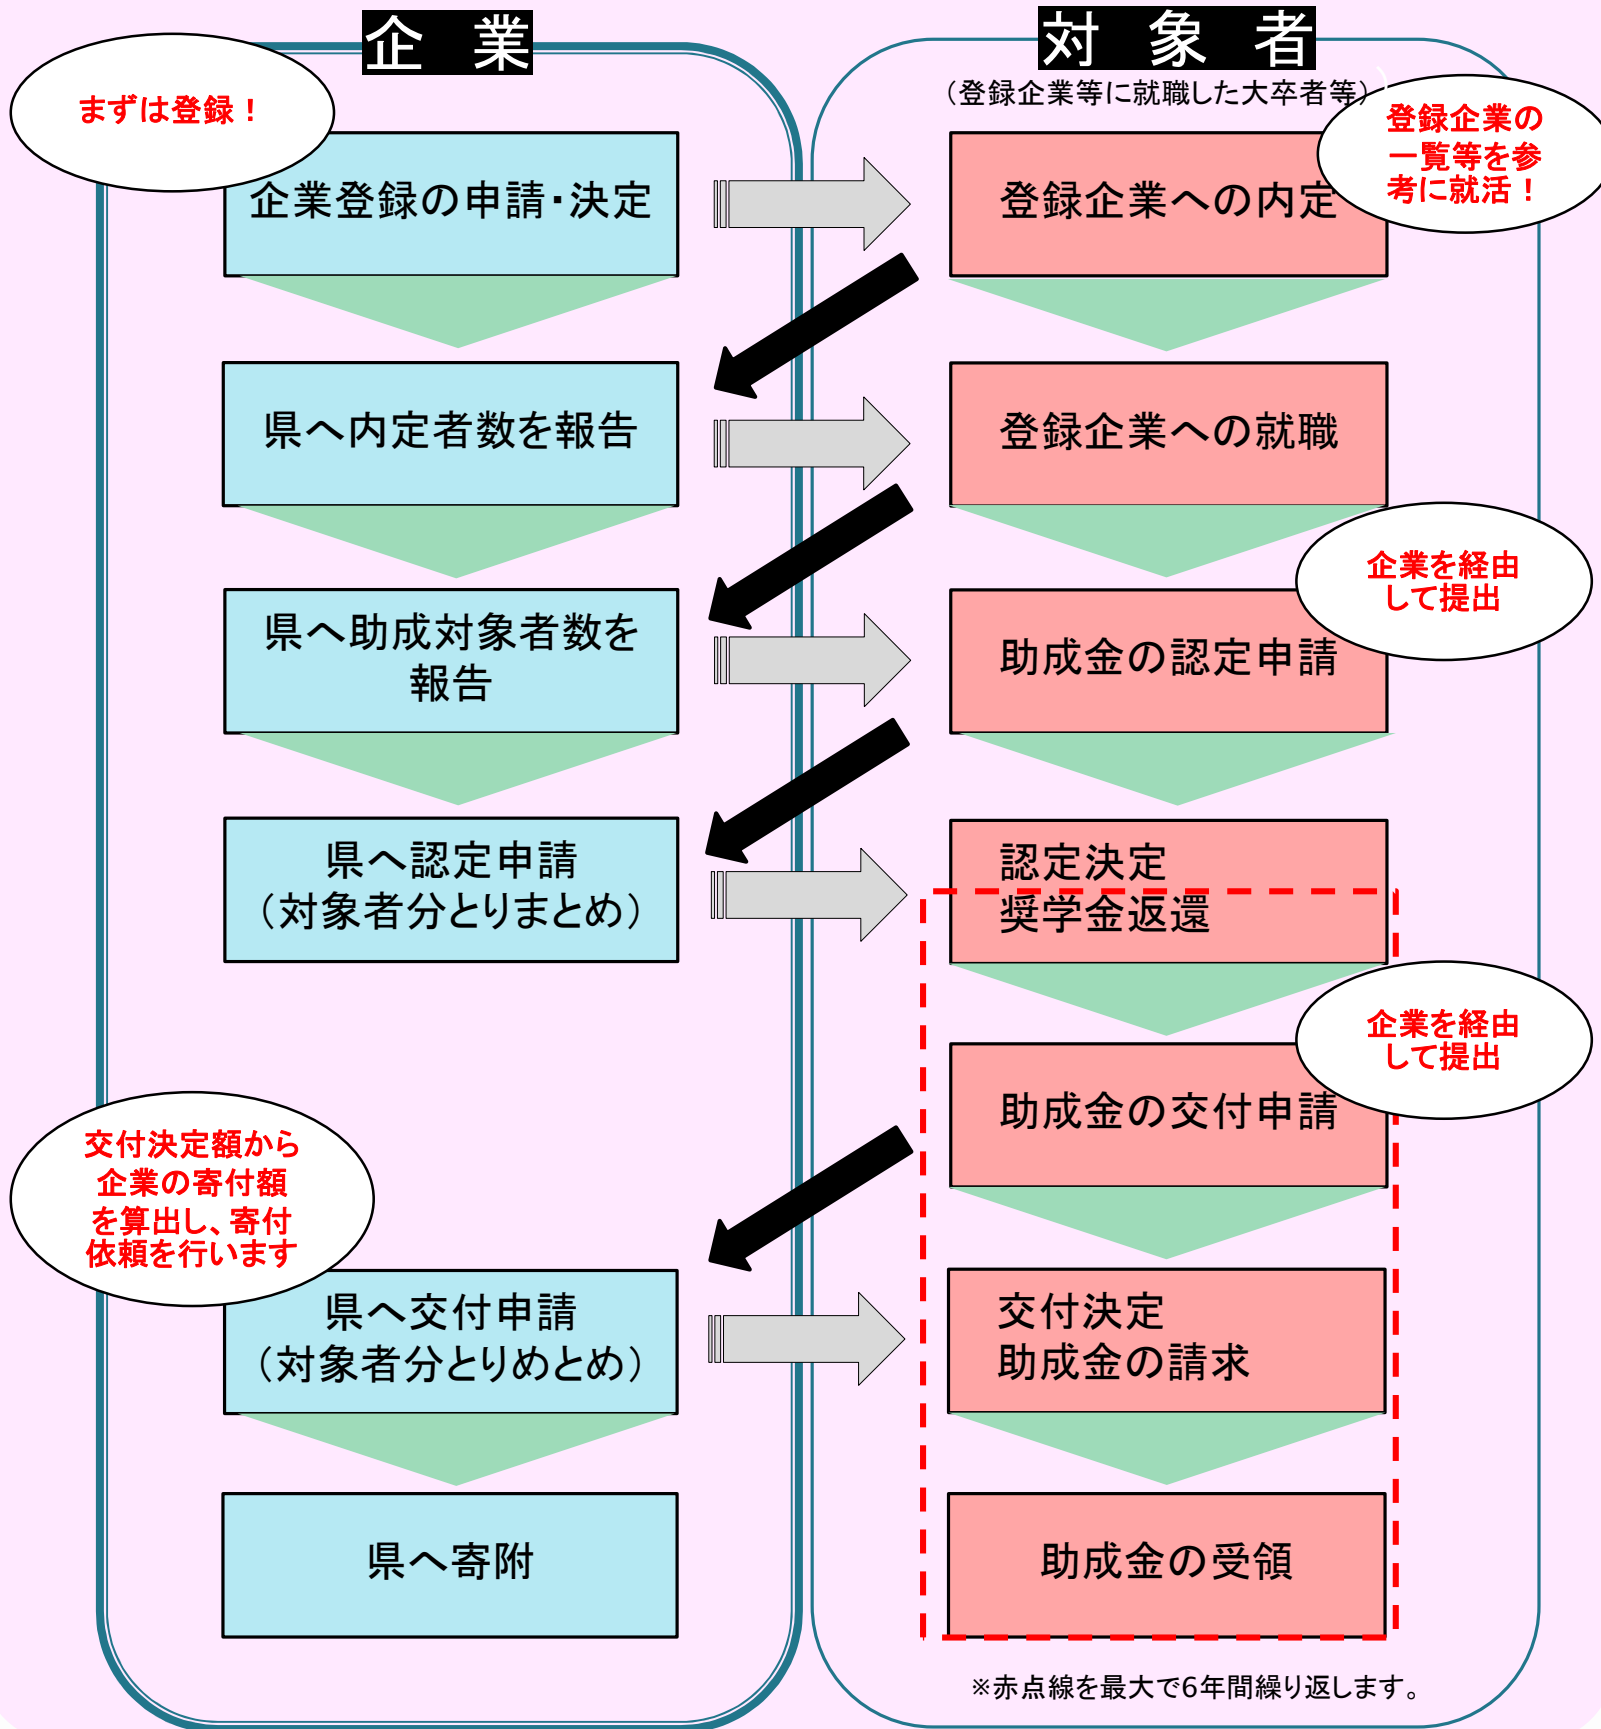 企　業
まずは登録！
企業登録の申請・決定
県へ内定者数を報告
県へ助成対象者数を
報告
県へ認定申請
（対象者分とりまとめ）
交付決定額から
企業の寄付額
を算出し、寄付
依頼を行います
県へ交付申請
（対象者分とりめとめ）
県へ寄附
対　象　者
（登録企業等に就職した大卒者等）
登録企業の
一覧等を参
考に就活！
登録企業への内定
登録企業への就職
企業を経由
して提出
助成金の認定申請
認定決定
奨学金返還
企業を経由
して提出
助成金の交付申請
交付決定
助成金の請求
助成金の受領
※赤点線を最大で6年間繰り返します。